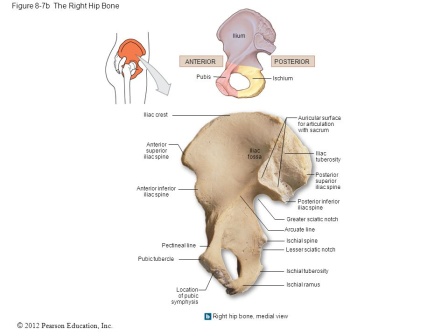 Figure 8-7b The Right Hip Bone
Ilium
ANTERIOR
POSTERIOR
Pubis
Ischium
Iliac crest
Auricular surface
for articulation
with sacrum
Anterior
superior
iliac spine
Iliac
fossa
Iliac
tuberosity
Posterior
superior
iliac spine
Anterior inferior
iliac spine
Posterior inferior
iliac spine
Greater sciatic notch
Arcuate line
Ischial spine
Pectineal line
Lesser sciatic notch
Pubic tubercle
Ischial tuberosity
Ischial ramus
Location
of pubic
symphysis
b Right hip bone, medial view
© 2012 Pearson Education, Inc.